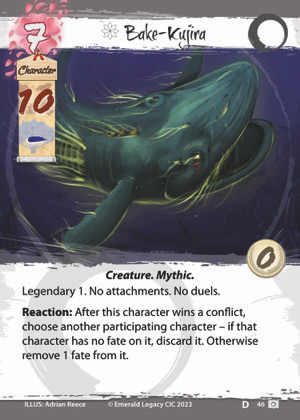 7
Bake-Kujira
Character
10
0
Creature. Mythic.
Legendary 1. No attachments. No duels.
Reaction: After this character wins a conflict,
choose another participating character – if that
character has no fate on it, discard it. Otherwise
remove 1 fate from it.
ILLUS: Adrian Reece
© Emerald Legacy CIC 2023
D 46